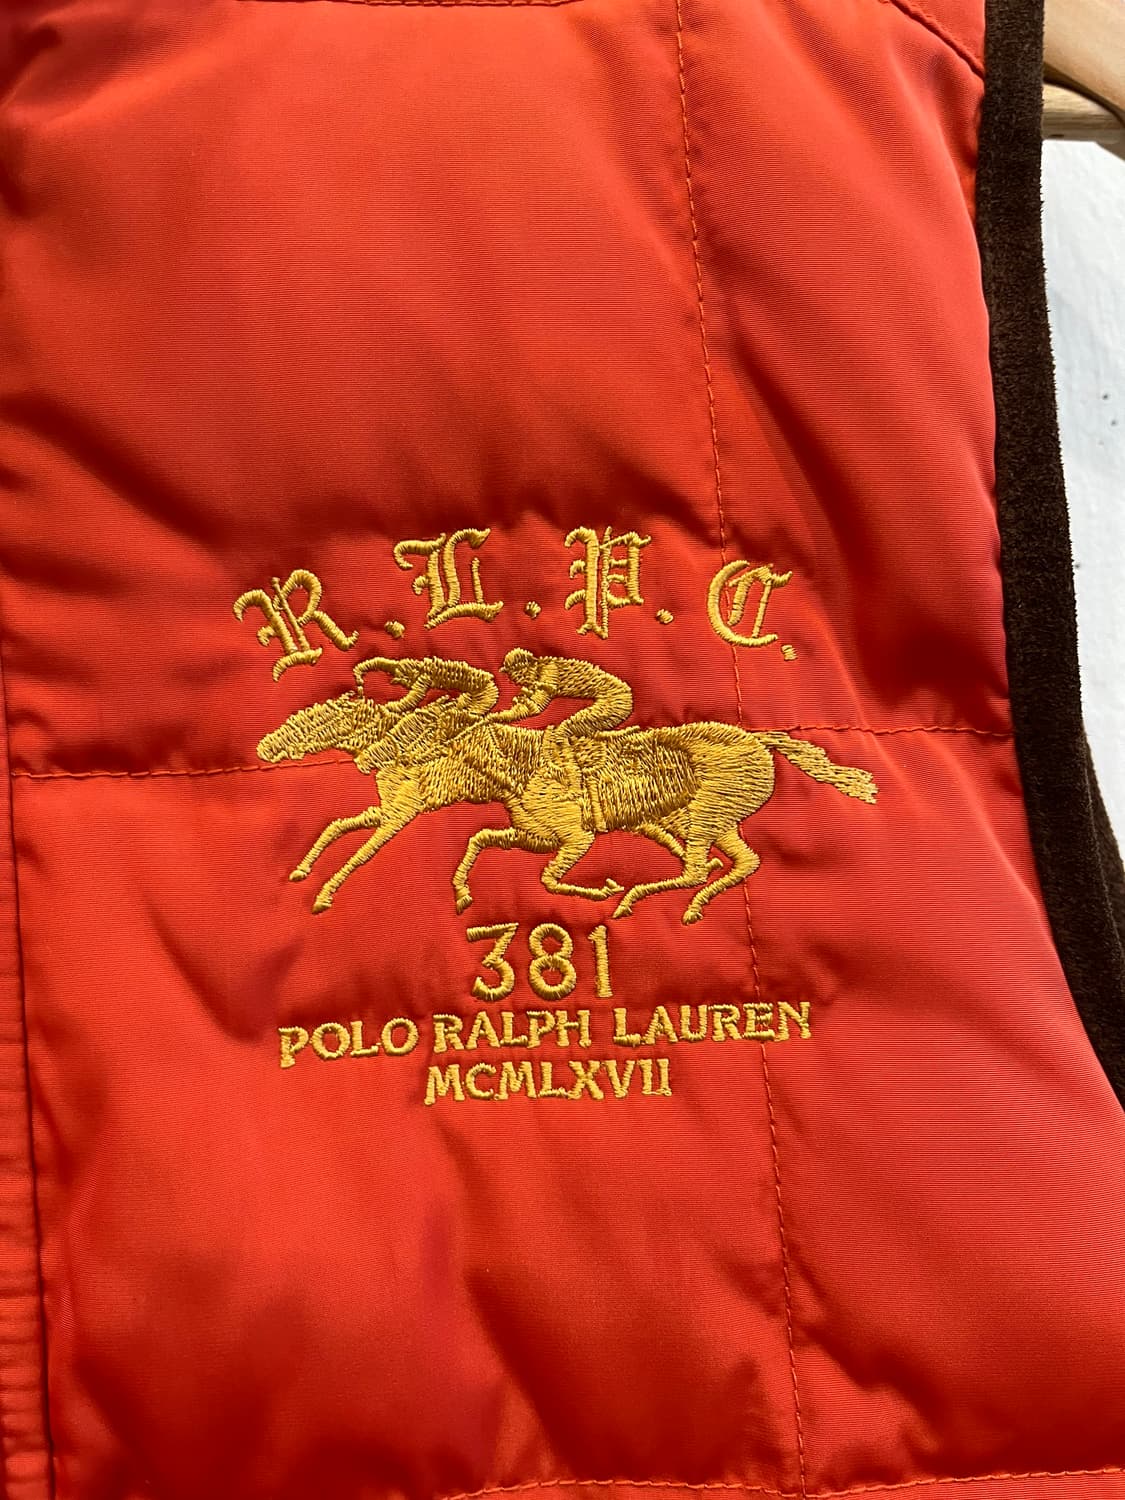 R.L.P.C.
381
POLO RALPH LAUREN
MCMLXVII